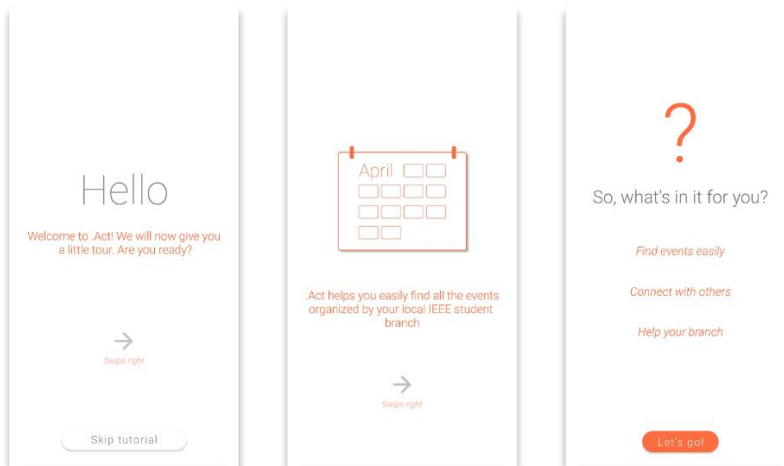 Hello
Welcome to .Act! We will now give you
a little tour. Are you ready?
Swipe right
Skip tutorial
April
.Act helps you easily find all the events
organized by your local IEEE student
branch
Swipe right
?
So, what's in it for you?
Find events easily
Connect with others
Help your branch
Let's go!